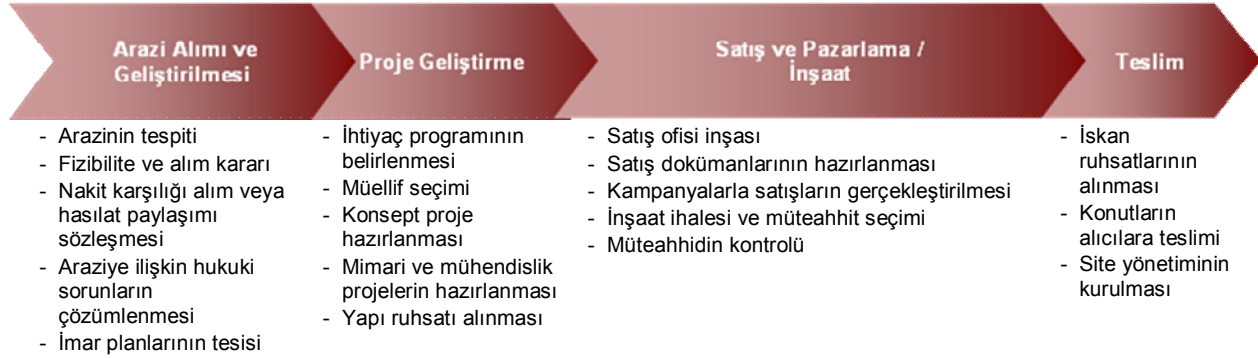 Arazi Alımı ve
Geliştirilmesi
- Arazinin tespiti
- Fizibilite ve alım kararı
- Nakit karşılığı alım veya
hasılat paylaşımı
sözleşmesi
- Araziye ilişkin hukuki
sorunların
çözümlenmesi
- İmar planlarının tesisi
Proje Geliştirme
- İhtiyaç programının
belirlenmesi
- Müellif seçimi
- Konsept proje
hazırlanması
- Mimari ve mühendislik
projelerin hazırlanması
- Yapı ruhsatı alınması
Satış ve Pazarlama /
İnşaat
- Satış ofisi inşası
- Satış dokümanlarının hazırlanması
- Kampanyalarla satışların gerçekleştirilmesi
- İnşaat ihalesi ve müteahhit seçimi
- Müteahhidin kontrolü
Teslim
- İskan
ruhsatlarının
alınması
- Konutların
alıcılara teslimi
- Site yönetiminin
kurulması